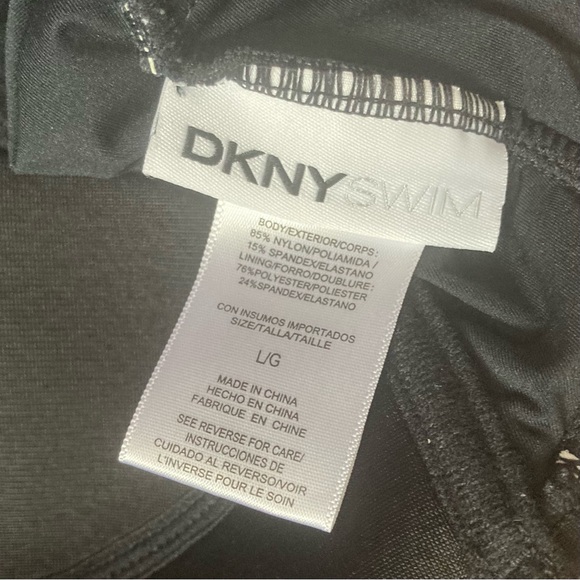 DKNY SWIM
BODY/EXTERIOR/CORPS:
85% NYLON/POLIAMIDA/
15% SPANDEX/ELASTANO
LINING/FORRO/DOUBLURE:
76%POLYESTER/POLIESTER
24%SPANDEX/ELASTANO
CON INSUMOS IMPORTADOS
SIZE/TALLA/TAILLE
L/G
MADE IN CHINA
HECHO EN CHINA
FABRIQUE EN CHINE
SEE REVERSE FOR CARE/
INSTRUCCIONES DE
CUIDADO AL REVERSO/VOIR
L'INVERSE POUR LE SOIN